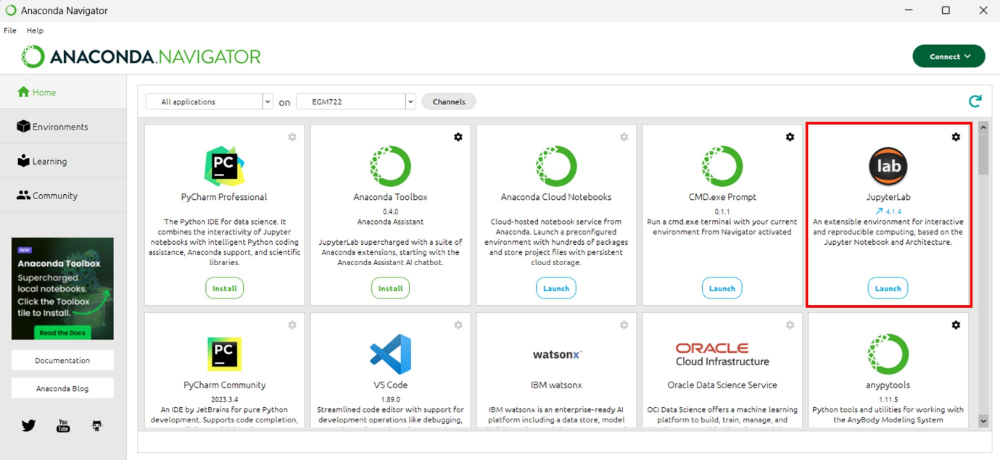 Anaconda Navigator
File Help
ANACONDA.NAVIGATOR
Connect
Home
Environments
Learning
Community
NEW
Anaconda Toolbox
Supercharged
local notebooks.
Click the Toolbox
tile to install.
Read the Docs
Documentation
Anaconda Blog
You
Tube
All applications on EGM722 Channels
PC
PyCharm Professional
'The Python IDE for data science. It
combines the interactivity of Jupyter
notebooks with intelligent Python coding
assistance, Anaconda support, and scientific
libraries.
Install
Anaconda Toolbox
0.4.0
Anaconda Assistant
JupyterLab supercharged with a suite of
Anaconda extensions, starting with the
Anaconda Assistant AI chatbot.
Install
Anaconda Cloud Notebooks
Cloud-hosted notebook service from
Anaconda. Launch a preconfigured
environment with hundreds of packages
and store project files with persistent
cloud storage.
Launch
CMD.exe Prompt
0.1.1
Run a cmd.exe terminal with your current
environment from Navigator activated
Launch
lab
JupyterLab
4.1.4
An extensible environment for interactive
and reproducible computing, based on the
Jupyter Notebook and Architecture.
Launch
PC
PyCharm Community
2023.3.4
An IDE by JetBrains for pure Python
development. Supports code completion,
VS Code
1.89.0
Streamlined code editor with support for
development operations like debugging,
watsonx
IBM watsonx
IBM watsonx is an enterprise-ready AI
platform including a data store, model
ORACLE
Cloud Infrastructure
Oracle Data Science Service
OCI Data Science offers a machine learning
platform to build, train, manage, and
anypytools
1.11.5
Python tools and utilities for working with
the AnyBody Modeling System